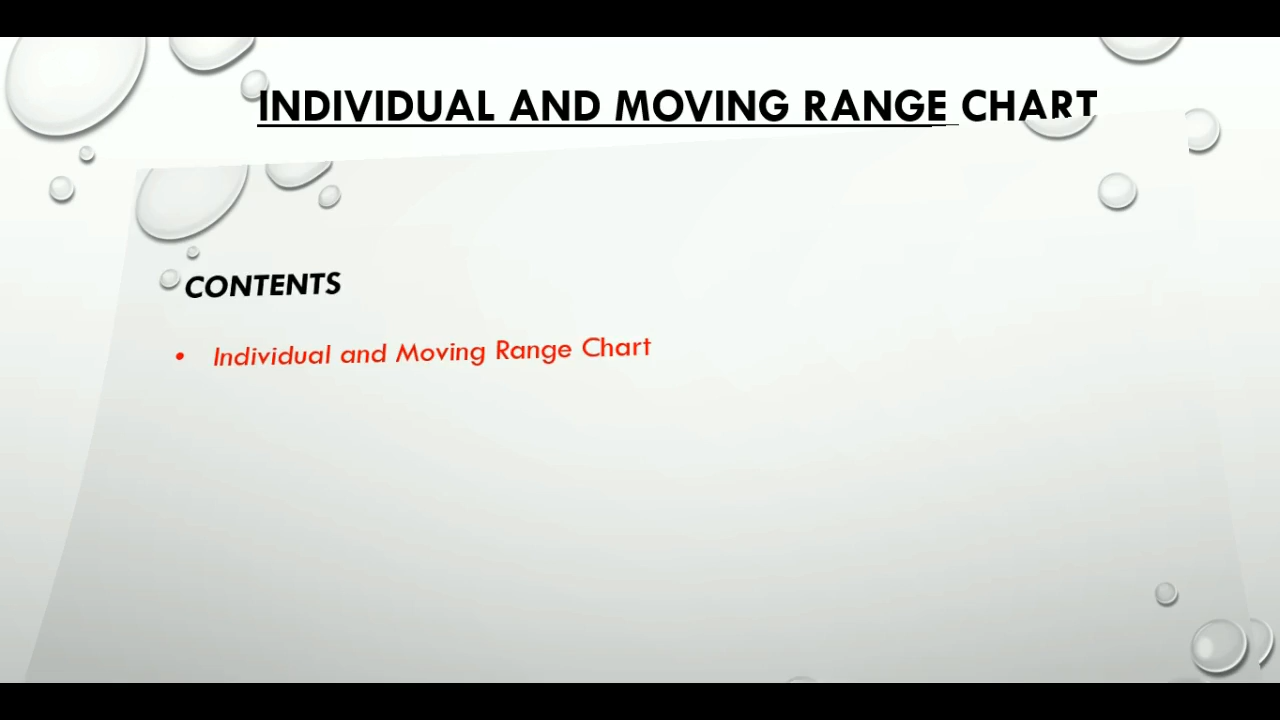 INDIVIDUAL AND MOVING RANGE CHART
CONTENTS
• Individual and Moving Range Chart